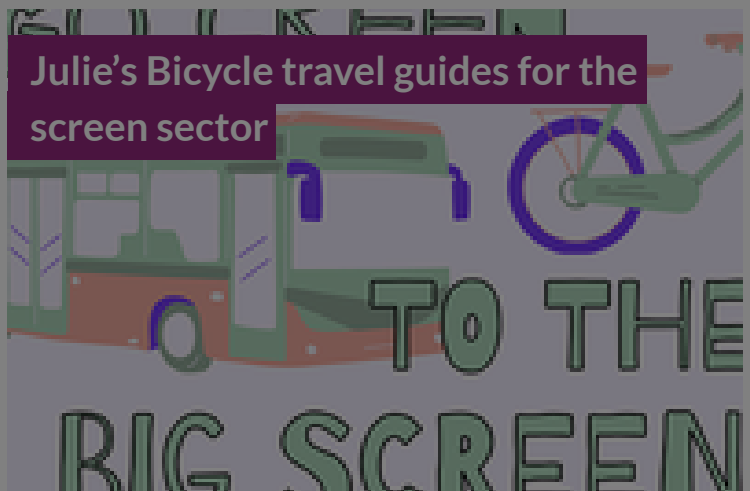 Julie’s Bicycle travel guides for the
screen sector
TO THE
BIG SCREEN